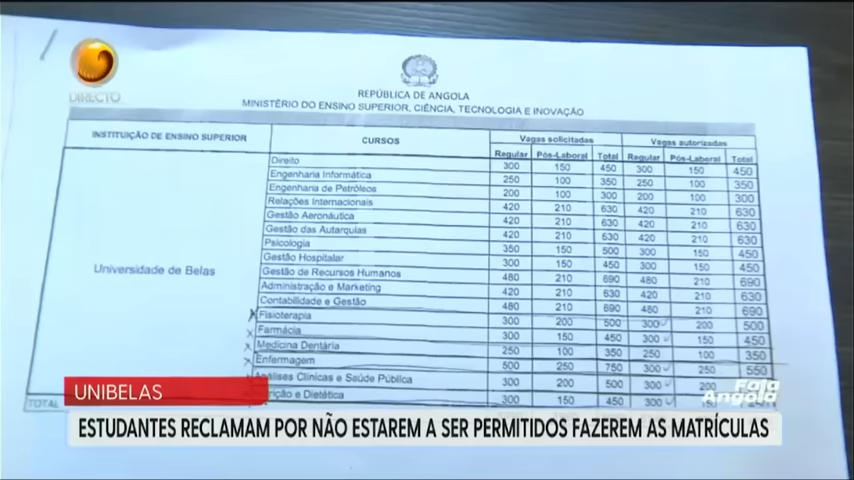 DIRECTO
REPÚBLICA DE ANGOLA
MINISTÉRIO DO ENSINO SUPERIOR, CIÊNCIA, TECNOLOGIA E INOVAÇÃO
INSTITUIÇÃO DE ENSINO SUPERIOR CURSOS Vagas solicitadas Vagas autorizadas
Regular Pós-Laboral Total Regular Pós-Laboral Total
Direito 300 150 450 300 150 450
Engenharia Informática 250 100 350 250 100 350
Engenharia de Petróleos 200 100 300 200 100 300
Relações Internacionais 420 210 630 420 210 630
Gestão Aeronáutica 420 210 630 420 210 630
Gestão das Autarquias 420 210 630 420 210 630
Psicologia 350 150 500 300 150 450
Gestão Hospitalar 300 150 450 300 150 450
Universidade de Belas
Gestão de Recursos Humanos 480 210 690 480 210 690
Administração e Marketing 420 210 630 420 210 630
Contabilidade e Gestão 480 210 690 480 210 690
Fisioterapia 300 200 500 300 200 500
Farmácia 300 150 450 300 150 450
Medicina Dentária 250 100 350 250 100 350
Enfermagem 500 250 750 300 250 550
Análises Clínicas e Saúde Pública 300 200 500 300 200
e Dietética 300 150 450 300
TOTAL
Fala Angola
UNIBELAS
ESTUDANTES RECLAMAM POR NÃO ESTAREM A SER PERMITIDOS FAZEREM AS MATRÍCULAS